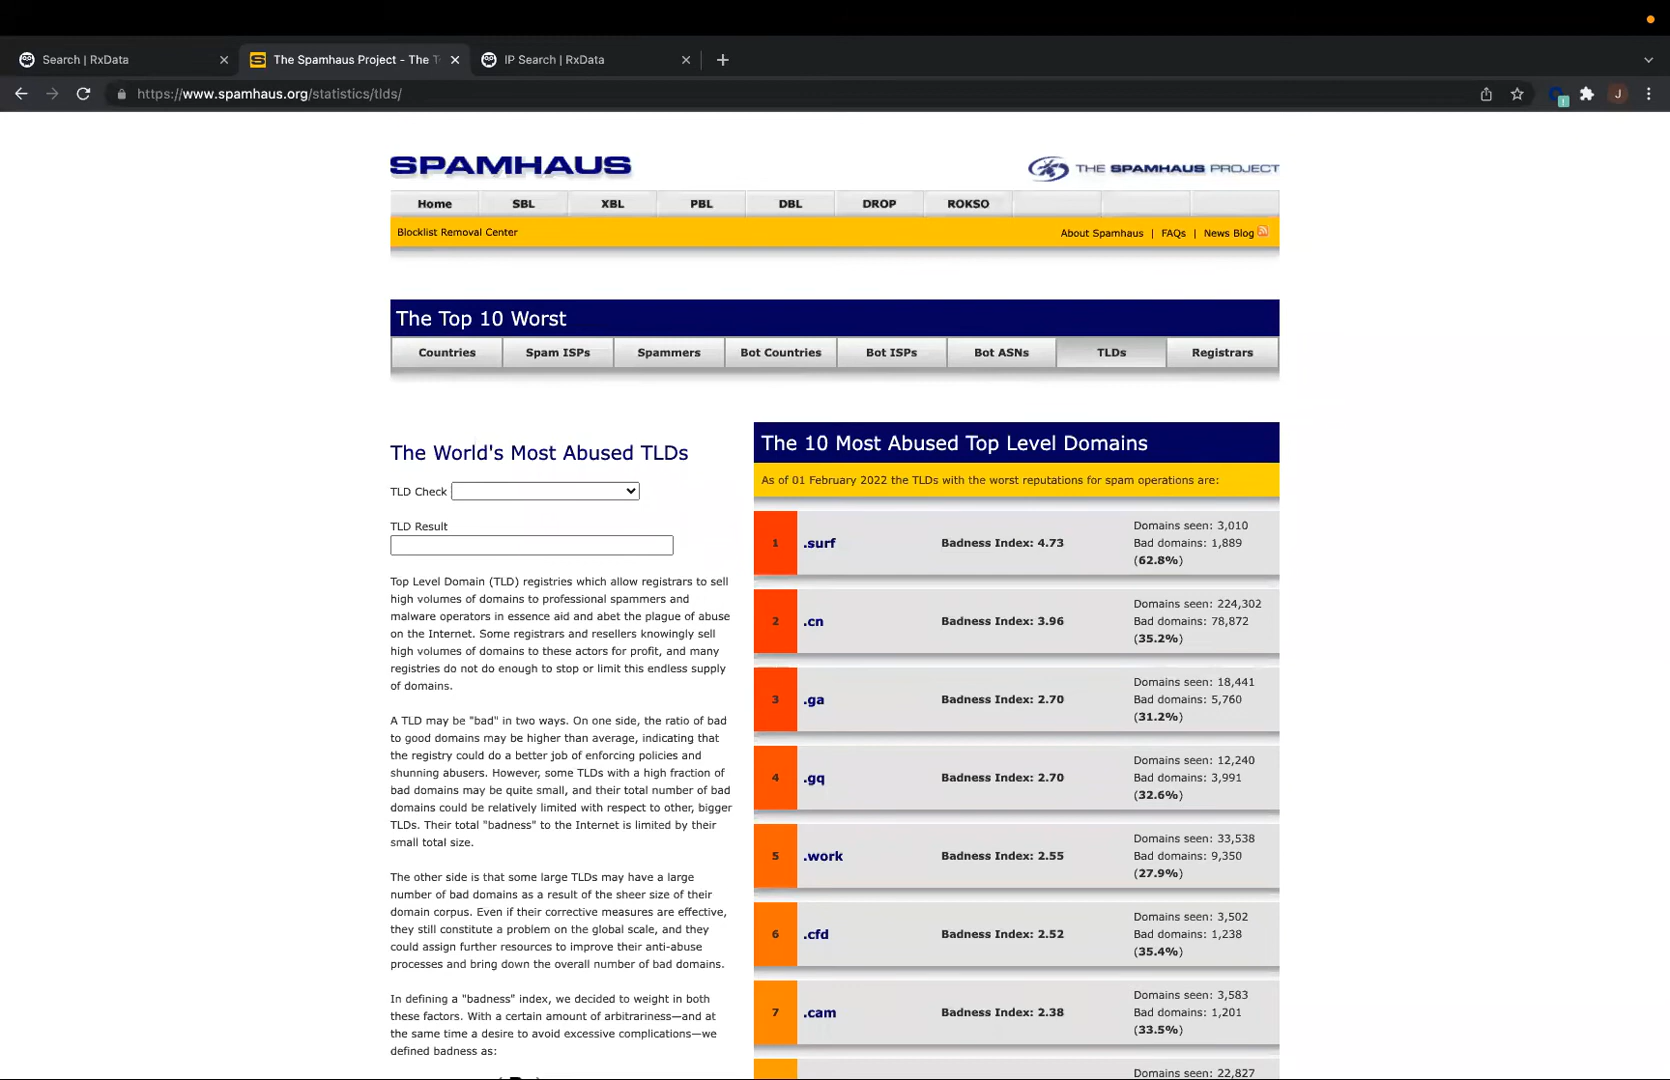 Search | RxData
The Spamhaus Project - The T
IP Search | RxData
https://www.spamhaus.org/statistics/tlds/
J
SPAMHAUS
THE SPAMHAUS PROJECT
Home SBL XBL PBL DBL DROP ROKSO
Blocklist Removal Center
About Spamhaus | FAQs | News Blog
The Top 10 Worst
Countries Spam ISPs Spammers Bot Countries Bot ISPs Bot ASNs TLDs Registrars
The World's Most Abused TLDs
TLD Check
TLD Result
Top Level Domain (TLD) registries which allow registrars to sell
high volumes of domains to professional spammers and
malware operators in essence aid and abet the plague of abuse
on the Internet. Some registrars and resellers knowingly sell
high volumes of domains to these actors for profit, and many
registries do not do enough to stop or limit this endless supply
of domains.
A TLD may be "bad" in two ways. On one side, the ratio of bad
to good domains may be higher than average, indicating that
the registry could do a better job of enforcing policies and
shunning abusers. However, some TLDs with a high fraction of
bad domains may be quite small, and their total number of bad
domains could be relatively limited with respect to other, bigger
TLDs. Their total "badness" to the Internet is limited by their
small total size.
The other side is that some large TLDs may have a large
number of bad domains as a result of the sheer size of their
domain corpus. Even if their corrective measures are effective,
they still constitute a problem on the global scale, and they
could assign further resources to improve their anti-abuse
processes and bring down the overall number of bad domains.
In defining a "badness" index, we decided to weight in both
these factors. With a certain amount of arbitrariness—and at
the same time a desire to avoid excessive complications—we
defined badness as:
The 10 Most Abused Top Level Domains
As of 01 February 2022 the TLDs with the worst reputations for spam operations are:
1 .surf Badness Index: 4.73
Domains seen: 3,010
Bad domains: 1,889
(62.8%)
2 .cn Badness Index: 3.96
Domains seen: 224,302
Bad domains: 78,872
(35.2%)
3 .ga Badness Index: 2.70
Domains seen: 18,441
Bad domains: 5,760
(31.2%)
4 .gq Badness Index: 2.70
Domains seen: 12,240
Bad domains: 3,991
(32.6%)
5 .work Badness Index: 2.55
Domains seen: 33,538
Bad domains: 9,350
(27.9%)
6 .cfd Badness Index: 2.52
Domains seen: 3,502
Bad domains: 1,238
(35.4%)
7 .cam Badness Index: 2.38
Domains seen: 3,583
Bad domains: 1,201
(33.5%)
Domains seen: 22,827